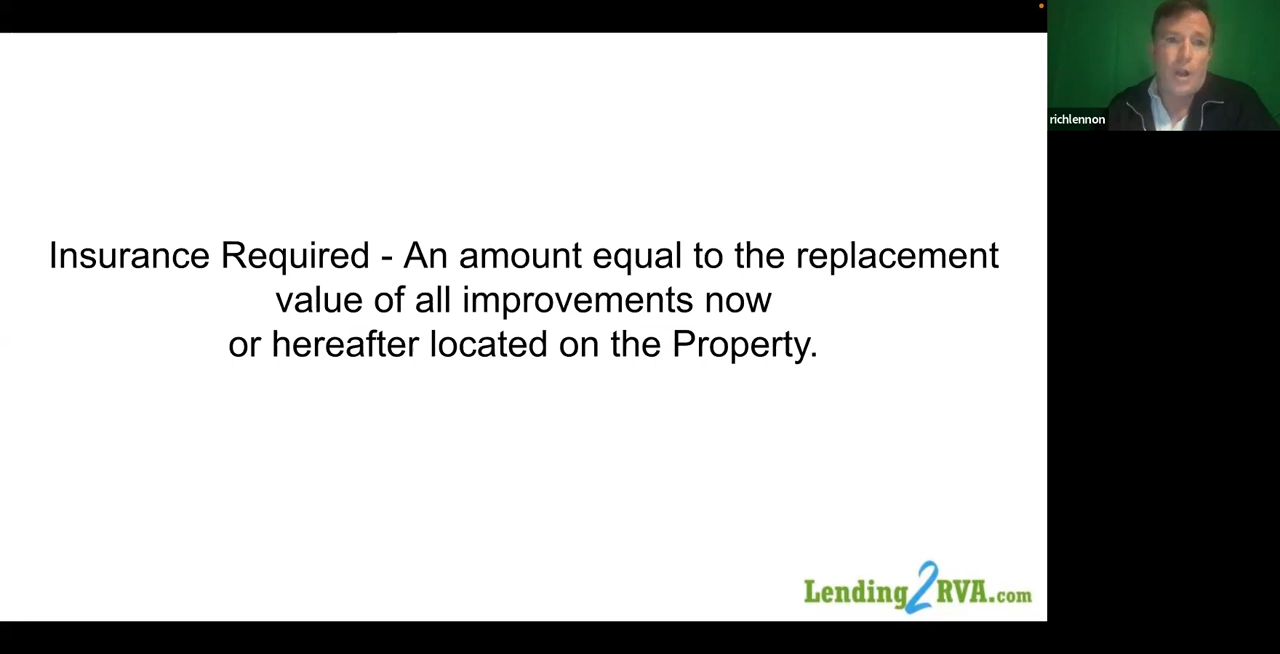 Insurance Required - An amount equal to the replacement
value of all improvements now
or hereafter located on the Property.
richlennon
Lending2RVA.com